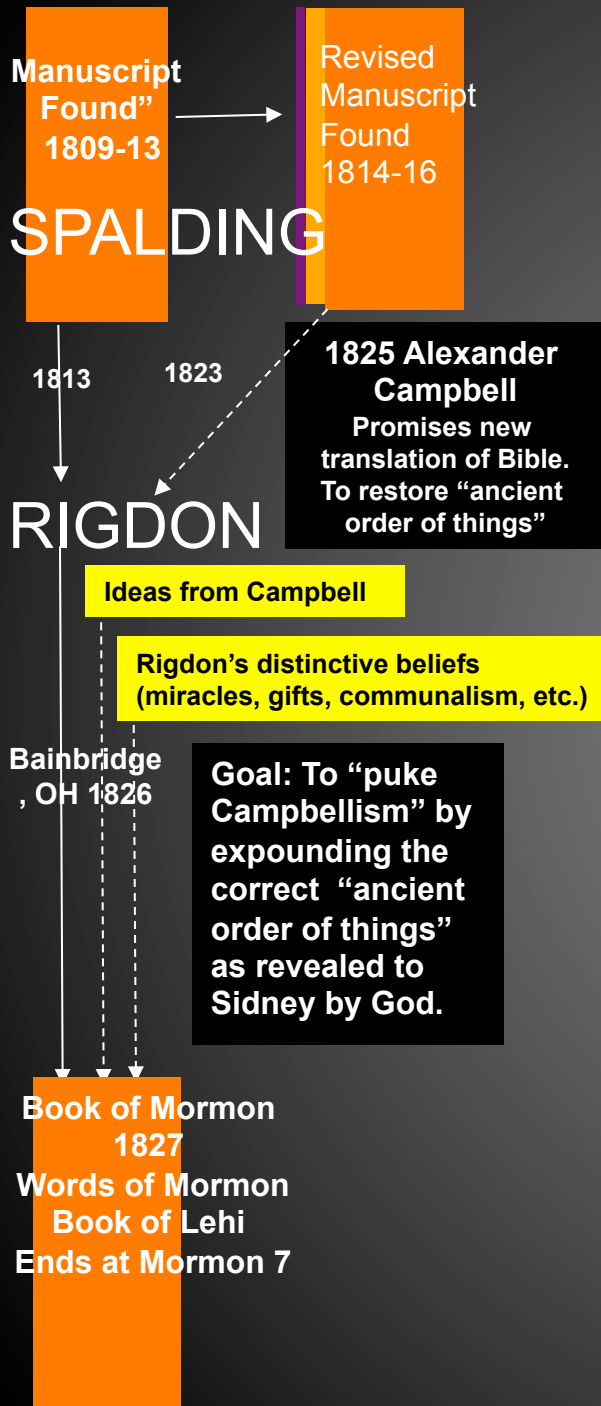 Manuscript
Found”
1809-13
Revised
Manuscript
Found
1814-16
SPALDING
1813
1823
1825 Alexander
Campbell
Promises new
translation of Bible.
To restore “ancient
order of things”
RIGDON
Ideas from Campbell
Rigdon’s distinctive beliefs
(miracles, gifts, communalism, etc.)
Bainbridge
, OH 1826
Goal: To “puke
Campbellism” by
expounding the
correct “ancient
order of things”
as revealed to
Sidney by God.
Book of Mormon
1827
Words of Mormon
Book of Lehi
Ends at Mormon 7